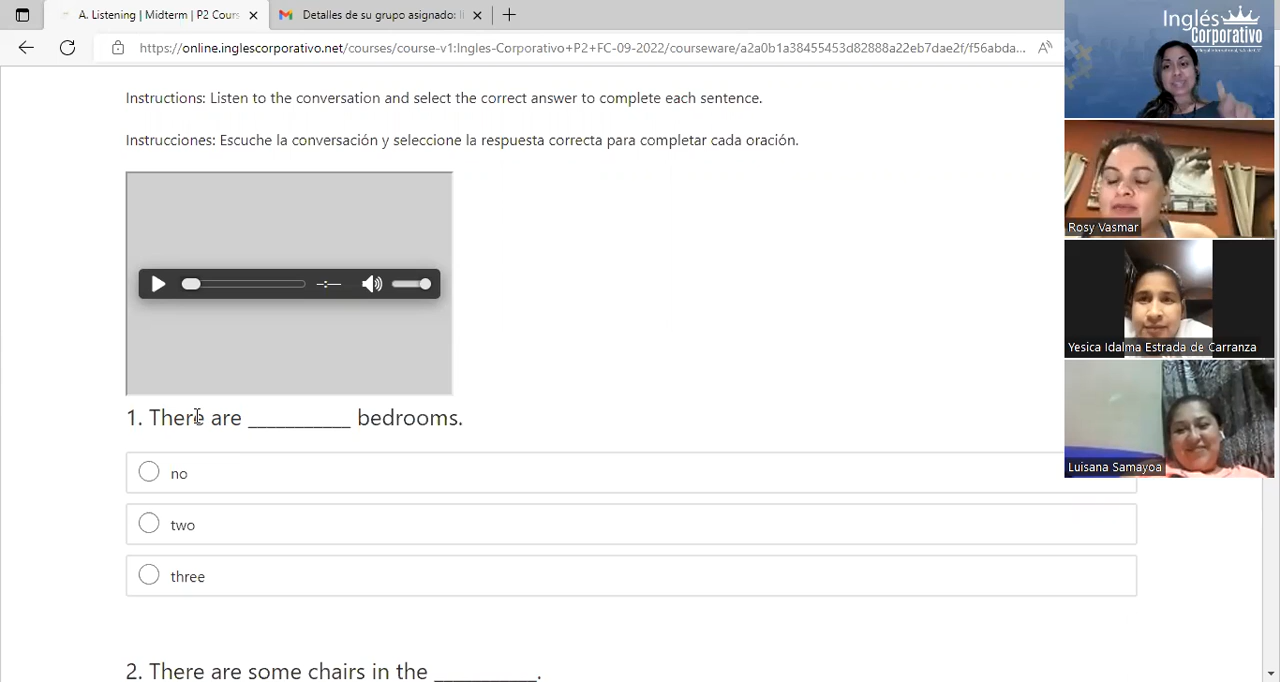 A. Listening | Midterm | P2 Cours
Detalles de su grupo asignado: II
https://online.inglescorporativo.net/courses/course-v1:Ingles-Corporativo+P2+FC-09-2022/courseware/a2a0b1a38455453d82888a22eb7dae2f/f56abda...
Inglés
Corporativo
Instructions: Listen to the conversation and select the correct answer to complete each sentence.
Instrucciones: Escuche la conversación y seleccione la respuesta correcta para completar cada oración.
Rosy Vasmar
Yesica Idalma Estrada de Carranza
Luisana Samayoa
-:--
1. There are ___________ bedrooms.
no
two
three
2. There are some chairs in the __________.